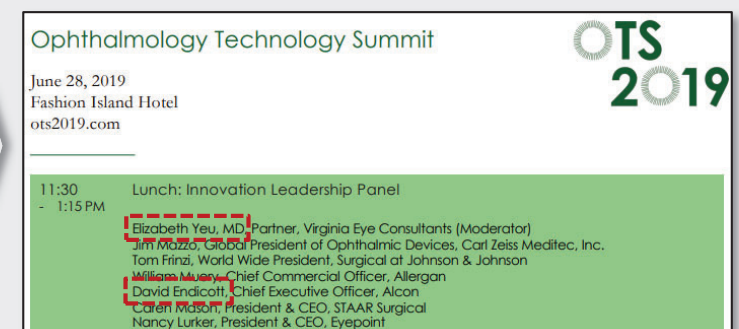 Ophthalmology Technology Summit
OTS
2019
June 28, 2019
Fashion Island Hotel
ots2019.com
11:30
- 1:15 PM
Lunch: Innovation Leadership Panel
Elizabeth Yeu, MD, Partner, Virginia Eye Consultants (Moderator)
Jim Mazzo, Global President of Ophthalmic Devices, Carl Zeiss Meditec, Inc.
Tom Frinzi, World Wide President, Surgical at Johnson & Johnson
William Muery, Chief Commercial Officer, Allergan
David Endicott, Chief Executive Officer, Alcon
Caren Mason, President & CEO, STAAR Surgical
Nancy Lurker, President & CEO, Eyepoint